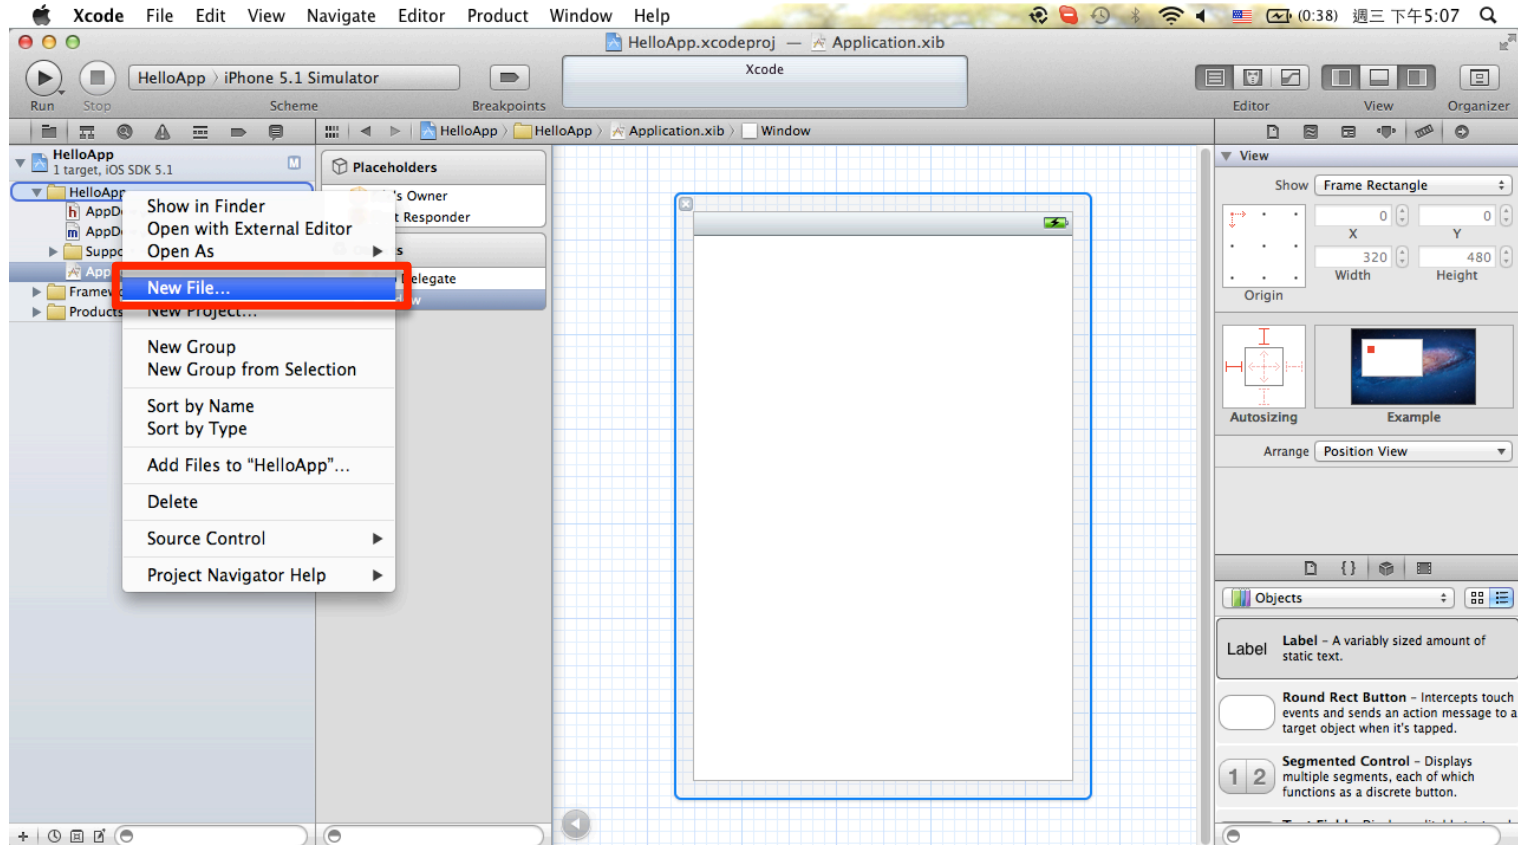 Xcode File Edit View Navigate Editor Product Window Help (0:38) 週三 下午5:07
HelloApp.xcodeproj — Application.xib
HelloApp iPhone 5.1 Simulator
Xcode
Run Stop Scheme Breakpoints Editor View Organizer
HelloApp HelloApp Application.xib Window
HelloApp
1 target, iOS SDK 5.1
M
HelloApp
h AppD
m AppD
Suppo
App
Framew
Products
Show in Finder
Open with External Editor
Open As
New File...
New Project...
New Group
New Group from Selection
Sort by Name
Sort by Type
Add Files to “HelloApp”...
Delete
Source Control
Project Navigator Help
Placeholders
's Owner
t Responder
s
Delegate
w
View
Show Frame Rectangle
0 0
X Y
320 480
Width Height
Origin
Autosizing Example
Arrange Position View
{}
Objects
Label
Label – A variably sized amount of
static text.
Round Rect Button – Intercepts touch
events and sends an action message to a
target object when it's tapped.
1 2
Segmented Control – Displays
multiple segments, each of which
functions as a discrete button.